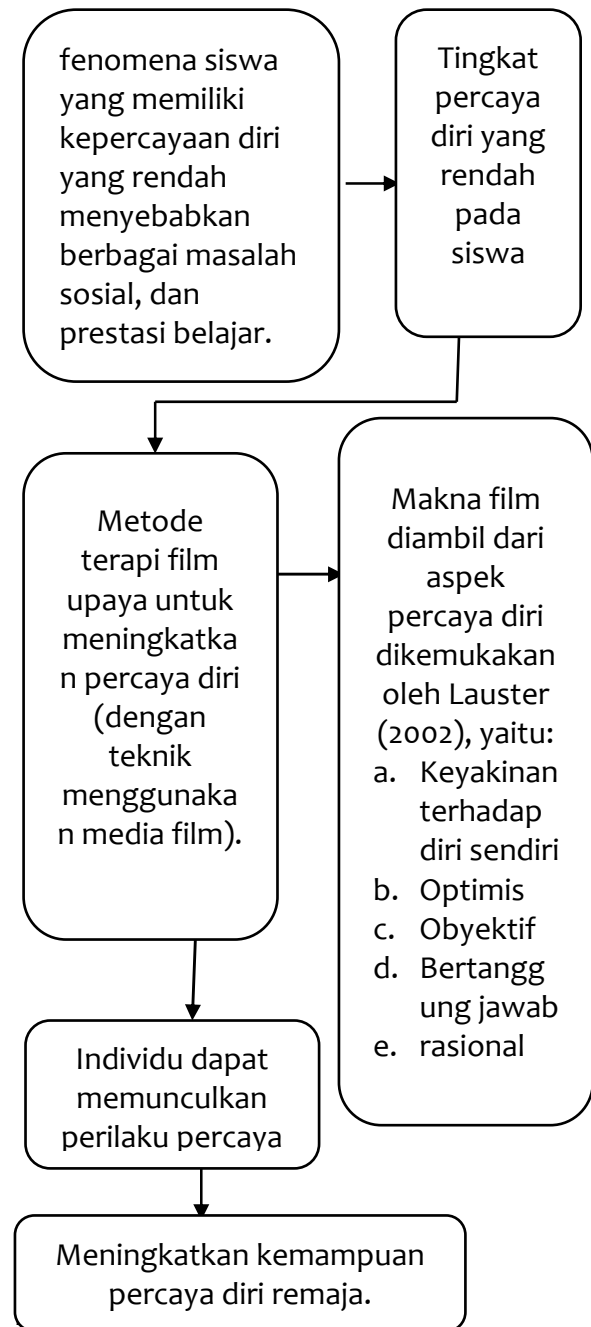 fenomena siswa
yang memiliki
kepercayaan diri
yang rendah
menyebabkan
berbagai masalah
sosial, dan
prestasi belajar.
Tingkat
percaya
diri yang
rendah
pada
siswa
Metode
terapi film
upaya untuk
meningkatka
n percaya diri
(dengan
teknik
menggunaka
n media film).
Makna film
diambil dari
aspek
percaya diri
dikemukakan
oleh Lauster
(2002), yaitu:
a. Keyakinan
terhadap
diri sendiri
b. Optimis
c. Obyektif
d. Bertangg
ung jawab
e. rasional
Individu dapat
memunculkan
perilaku percaya
Meningkatkan kemampuan
percaya diri remaja.